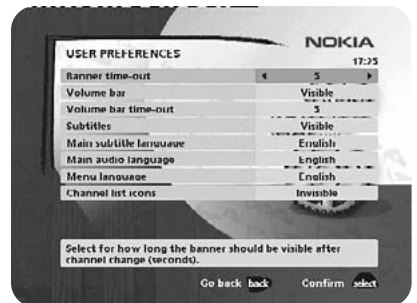 NOKIA
USER PREFERENCES
17:25
Banner time-out 5
Volume bar Visible
Volume bar time-out 5
Subtitles Visible
Main subtitle language English
Main audio language English
Menu language English
Channel list icons Invisible
Select for how long the banner should be visible after
channel change (seconds).
Go back back Confirm select